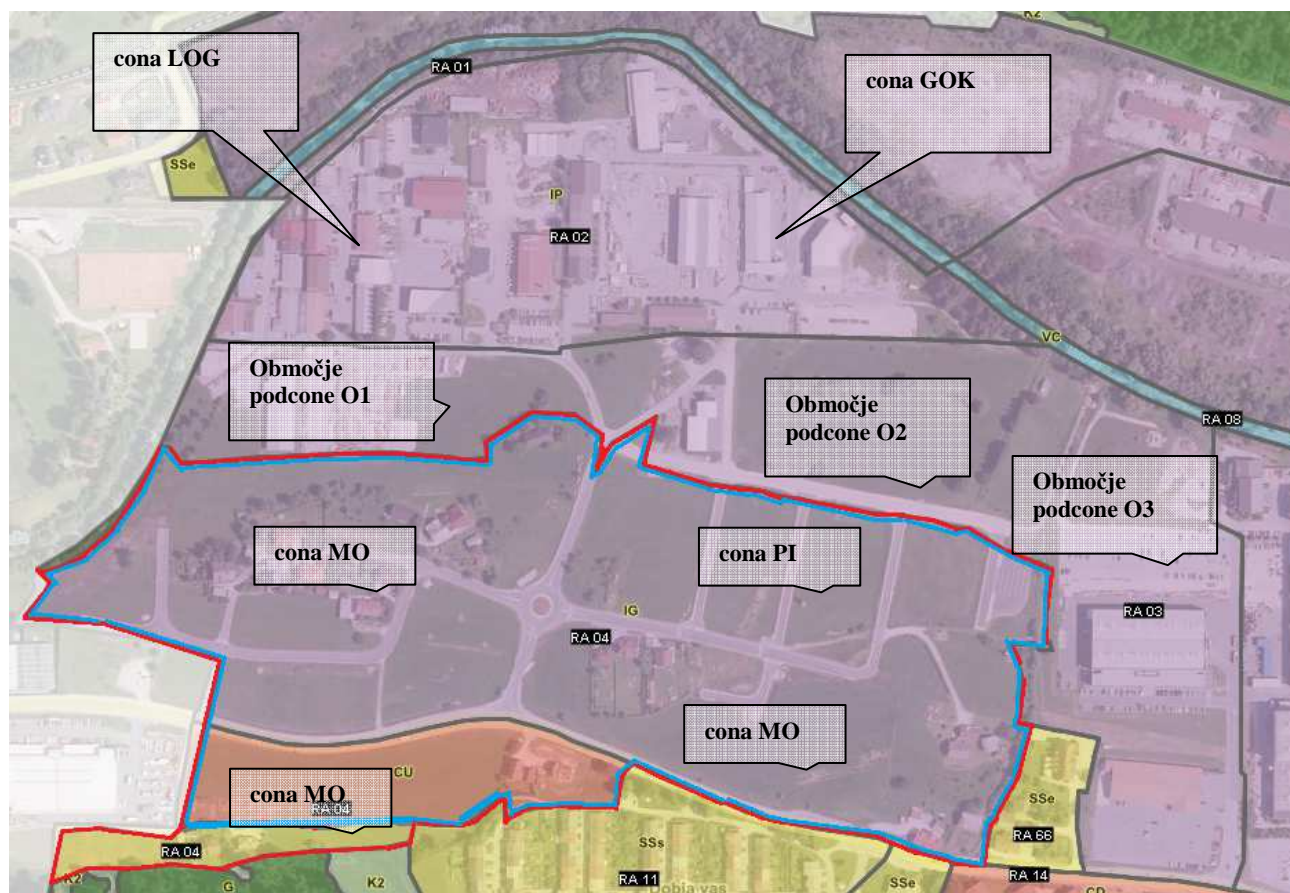 K2
cona LOG
RA 01
cona GOK
SSe
IP
RA 02
VC
Območje
podcone O1
Območje
podcone O2
RA 08
Območje
podcone O3
cona MO
cona PI
IG
RA 04
RA 03
cona MO
CU
cona MO
RA 04
SSe
RA 66
RA 04
SSs
K2
G
K2
RA 11
Dobja vas
SSe
RA 14
CD